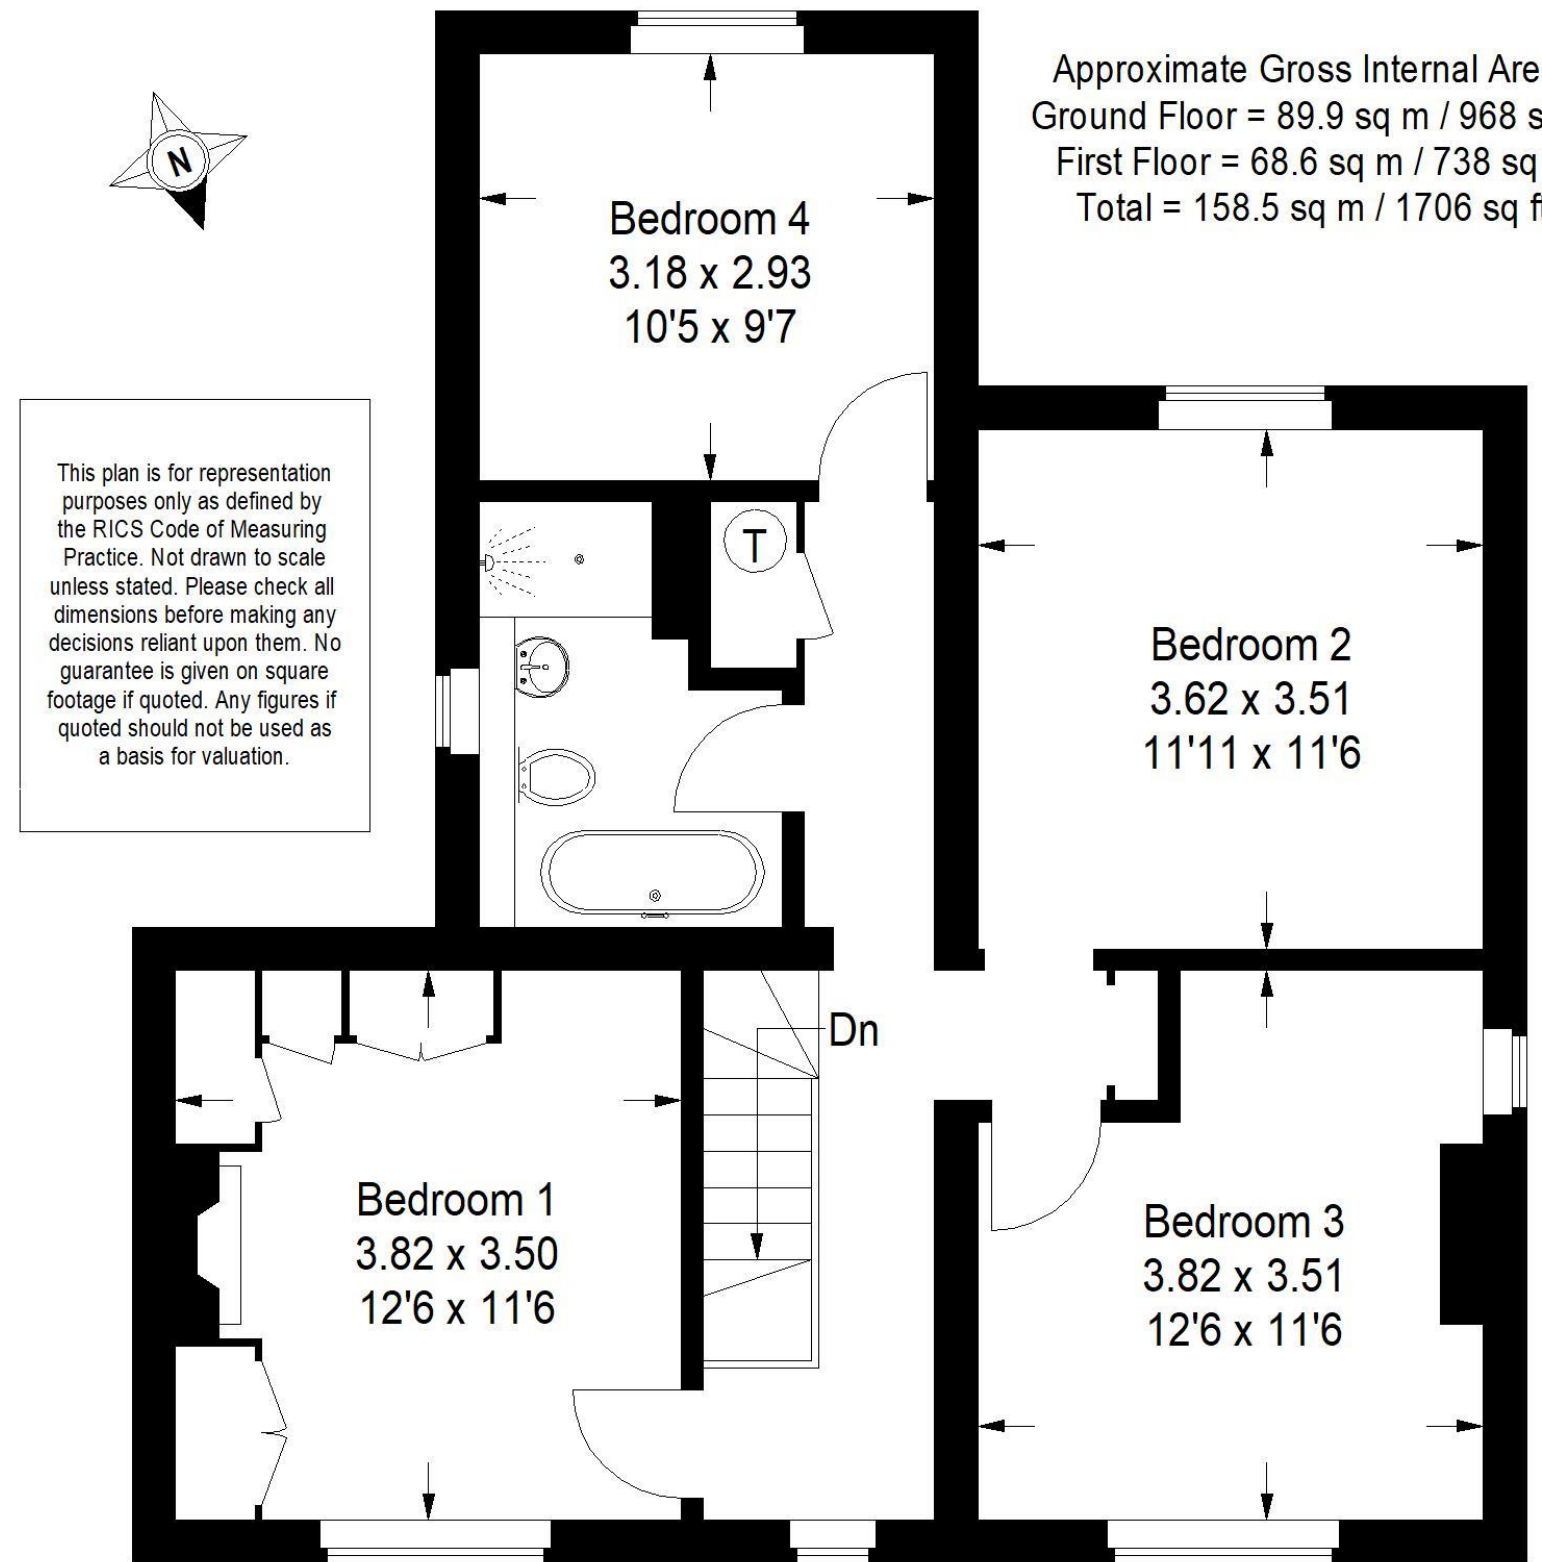 Approximate Gross Internal Are
Ground Floor = 89.9 sq m / 968 s
First Floor = 68.6 sq m / 738 sq
Total = 158.5 sq m / 1706 sq ft
N
Bedroom 4
3.18 x 2.93
10'5 x 9'7
This plan is for representation
purposes only as defined by
the RICS Code of Measuring
Practice. Not drawn to scale
unless stated. Please check all
dimensions before making any
decisions reliant upon them. No
guarantee is given on square
footage if quoted. Any figures if
quoted should not be used as
a basis for valuation.
T
Bedroom 2
3.62 x 3.51
11'11 x 11'6
Dn
Bedroom 1
3.82 x 3.50
12'6 x 11'6
Bedroom 3
3.82 x 3.51
12'6 x 11'6